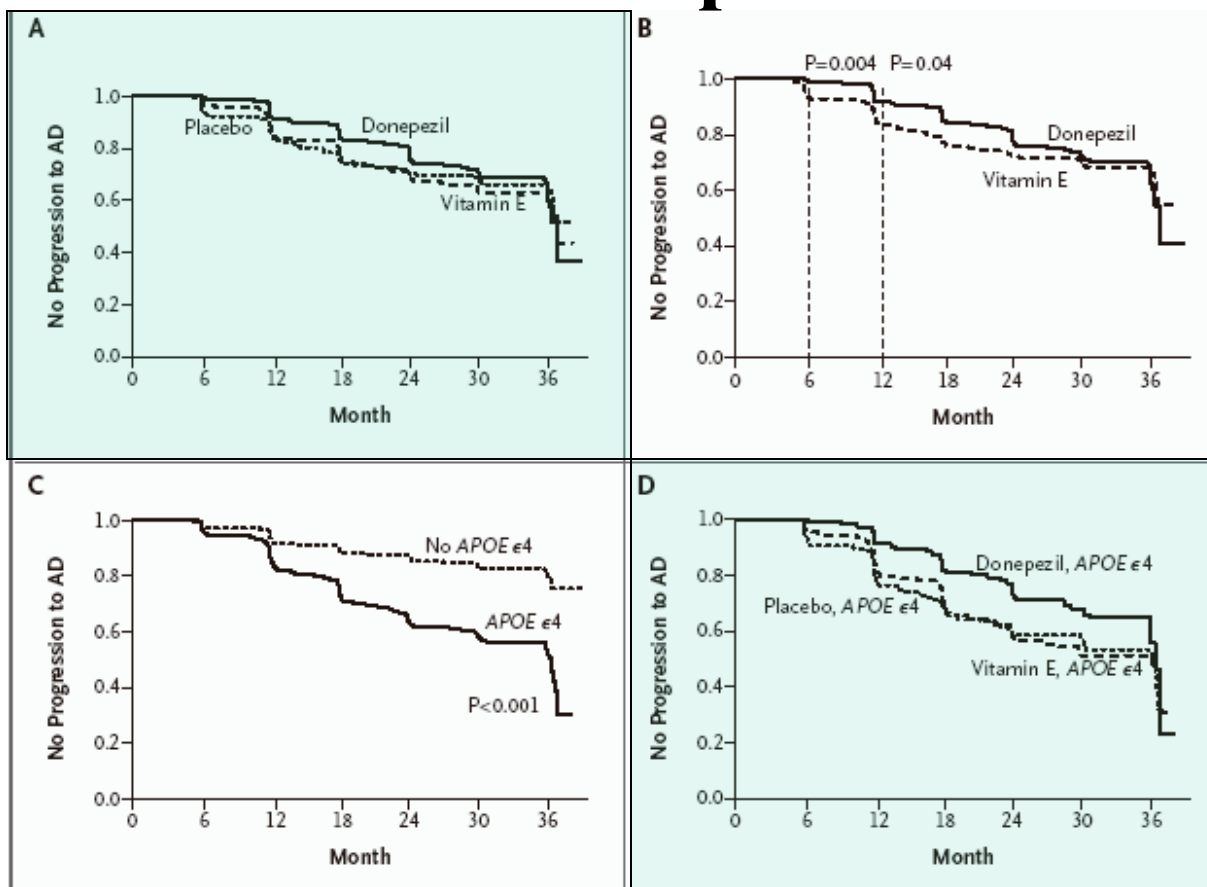 A
1.0
0.8
0.6
0.4
0.2
0.0
No Progression to AD
Placebo
Donepezil
Vitamin E
0 6 12 18 24 30 36
Month
B
P=0.004 P=0.04
1.0
0.8
0.6
0.4
0.2
0.0
No Progression to AD
Donepezil
Vitamin E
0 6 12 18 24 30 36
Month
C
1.0
0.8
0.6
0.4
0.2
0.0
No Progression to AD
No APOE ϵ4
APOE ϵ4
P<0.001
0 6 12 18 24 30 36
Month
D
1.0
0.8
0.6
0.4
0.2
0.0
No Progression to AD
Donepezil, APOE ϵ4
Placebo, APOE ϵ4
Vitamin E, APOE ϵ4
0 6 12 18 24 30 36
Month